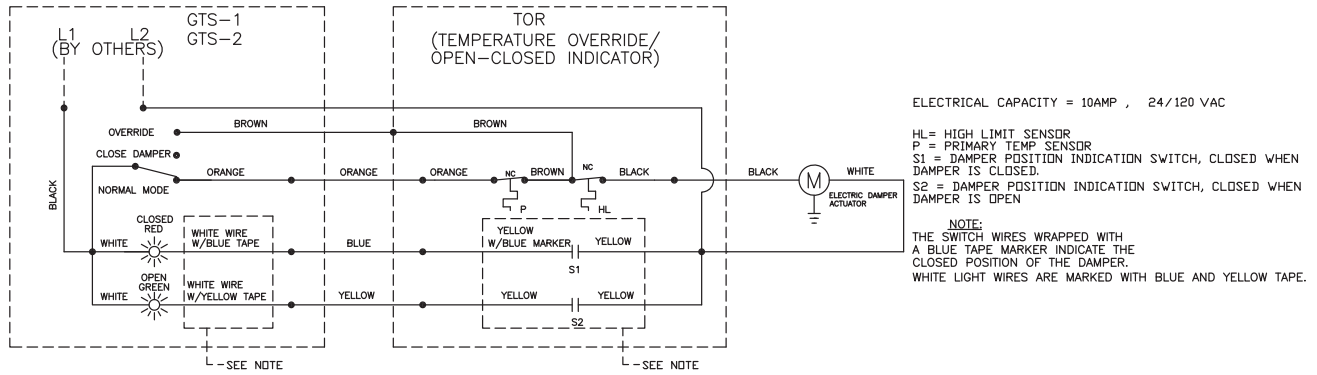 GTS-1
GTS-2
L1 L2
(BY OTHERS)
TOR
(TEMPERATURE OVERRIDE/
OPEN-CLOSED INDICATOR)
OVERRIDE
BROWN
BROWN
CLOSE DAMPER
NORMAL MODE
BLACK
ORANGE
ORANGE
ORANGE
NC
BROWN
NC
BLACK
BLACK
M
WHITE
ELECTRIC DAMPER
ACTUATOR
P
HL
CLOSED
RED
WHITE
WHITE WIRE
W/BLUE TAPE
BLUE
YELLOW
W/BLUE MARKER
YELLOW
S1
OPEN
GREEN
WHITE
WHITE WIRE
W/YELLOW TAPE
YELLOW
YELLOW
YELLOW
S2
SEE NOTE
SEE NOTE
ELECTRICAL CAPACITY = 10AMP , 24/120 VAC
HL= HIGH LIMIT SENSOR
P = PRIMARY TEMP SENSOR
S1 = DAMPER POSITION INDICATION SWITCH, CLOSED WHEN
DAMPER IS CLOSED.
S2 = DAMPER POSITION INDICATION SWITCH, CLOSED WHEN
DAMPER IS OPEN
NOTE:
THE SWITCH WIRES WRAPPED WITH
A BLUE TAPE MARKER INDICATE THE
CLOSED POSITION OF THE DAMPER.
WHITE LIGHT WIRES ARE MARKED WITH BLUE AND YELLOW TAPE.